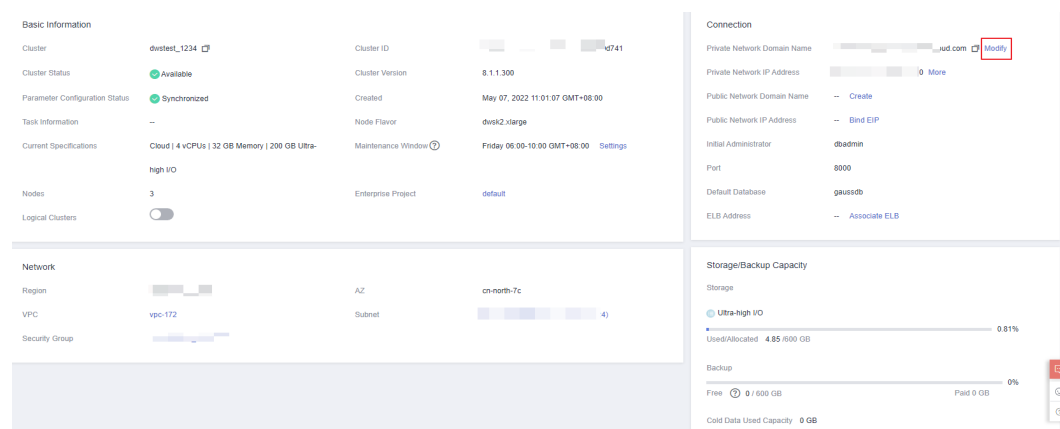 Basic Information
Cluster dwstest_1234 Cluster ID d741
Cluster Status Available Cluster Version 8.1.1.300
Parameter Configuration Status Synchronized Created May 07, 2022 11:01:07 GMT+08:00
Task Information -- Node Flavor dwsk2.xlarge
Current Specifications Cloud | 4 vCPUs | 32 GB Memory | 200 GB Ultra-
high I/O
Maintenance Window ? Friday 06:00-10:00 GMT+08:00 Settings
Nodes 3 Enterprise Project default
Logical Clusters
Connection
Private Network Domain Name ud.com Modify
Private Network IP Address 0 More
Public Network Domain Name -- Create
Public Network IP Address -- Bind EIP
Initial Administrator dbadmin
Port 8000
Default Database gaussdb
ELB Address -- Associate ELB
Network
Region AZ cn-north-7c
VPC vpc-172 Subnet 4)
Security Group
Storage/Backup Capacity
Storage
Ultra-high I/O
0.81%
Used/Allocated 4.85 /600 GB
Backup
0%
Free ? 0 / 600 GB Paid 0 GB
Cold Data Used Capacity 0 GB